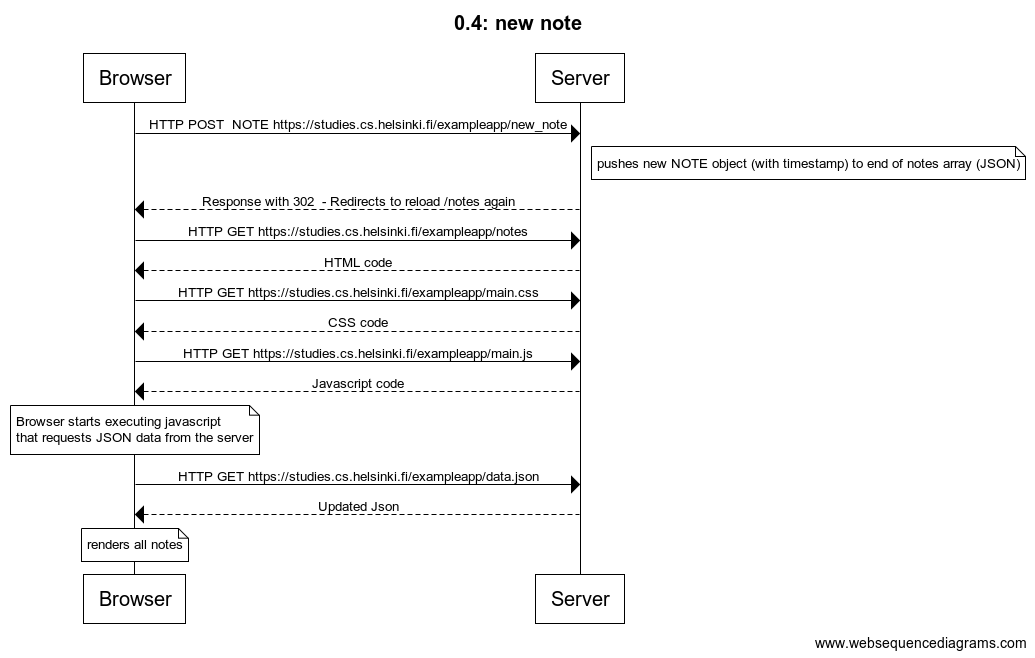 0.4: new note
Browser
Server
HTTP POST  NOTE https://studies.cs.helsinki.fi/exampleapp/new_note
pushes new NOTE object (with timestamp) to end of notes array (JSON)
Response with 302  - Redirects to reload /notes again
HTTP GET https://studies.cs.helsinki.fi/exampleapp/notes
HTML code
HTTP GET https://studies.cs.helsinki.fi/exampleapp/main.css
CSS code
HTTP GET https://studies.cs.helsinki.fi/exampleapp/main.js
Javascript code
Browser starts executing javascript
that requests JSON data from the server
HTTP GET https://studies.cs.helsinki.fi/exampleapp/data.json
Updated Json
renders all notes
Browser
Server
www.websequencediagrams.com